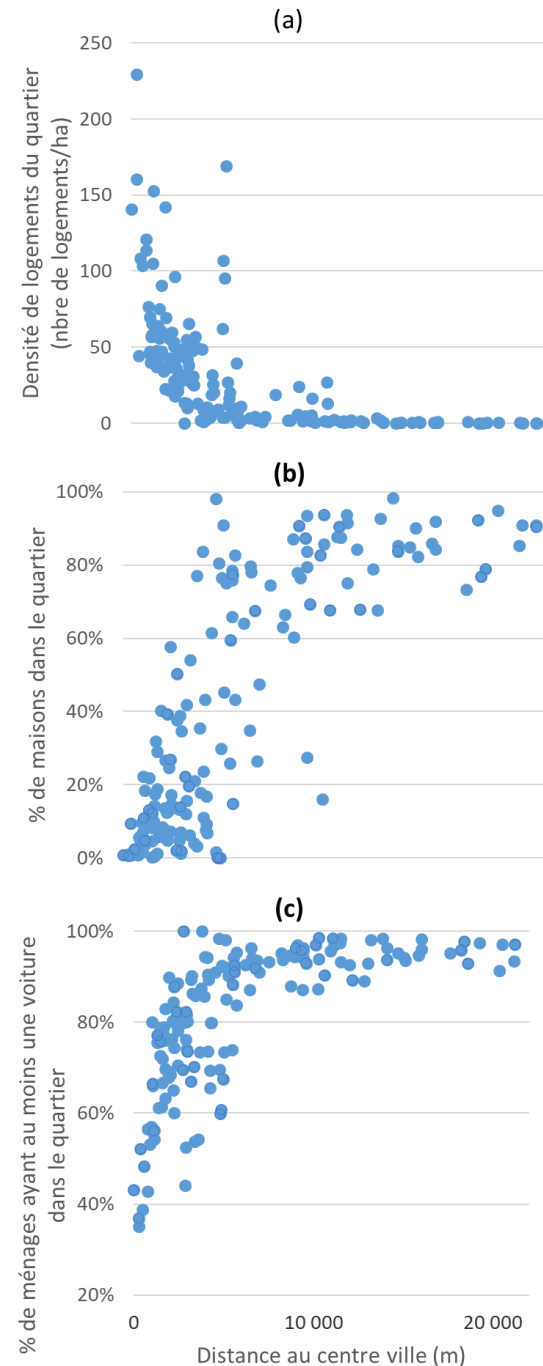 (a)
Densité de logements du quartier
(nbre de logements/ha)
250
200
150
100
50
0
(b)
% de maisons dans le quartier
100%
80%
60%
40%
20%
0%
(c)
% de ménages ayant au moins une voiture
dans le quartier
100%
80%
60%
40%
20%
0
10 000
20 000
Distance au centre ville (m)